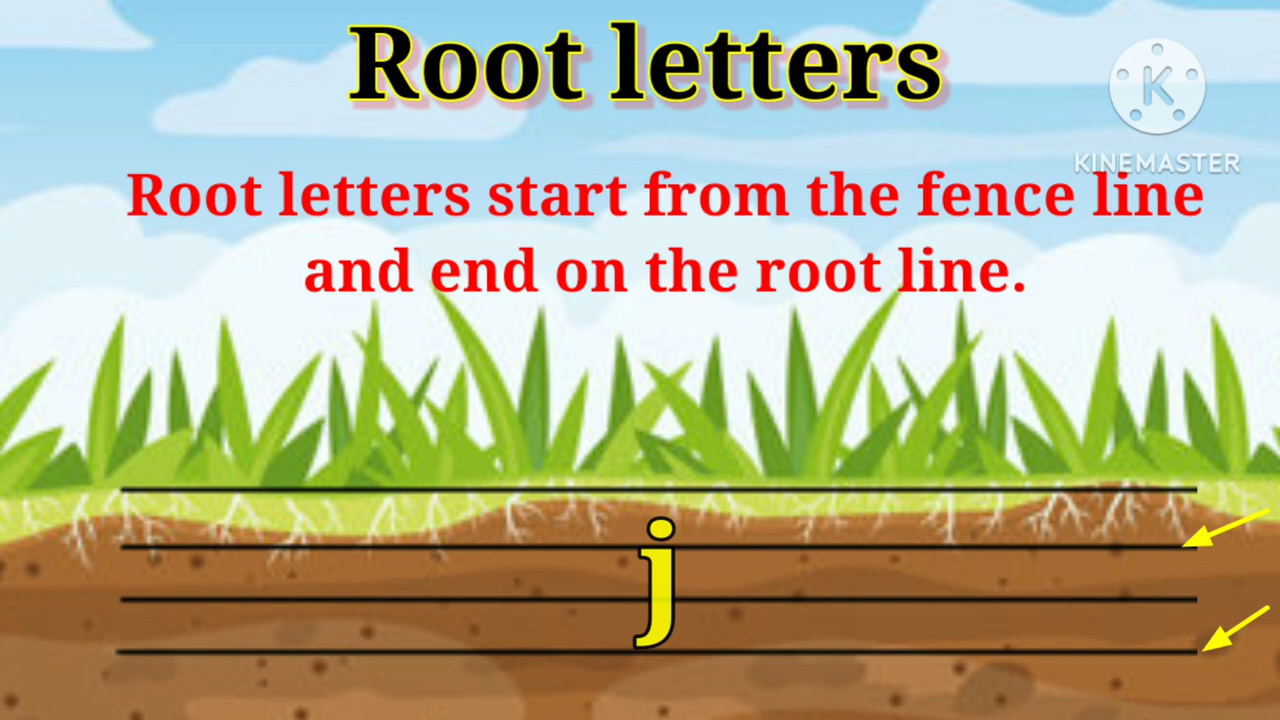 Root letters
K
KINEMASTER
Root letters start from the fence line
and end on the root line.
j